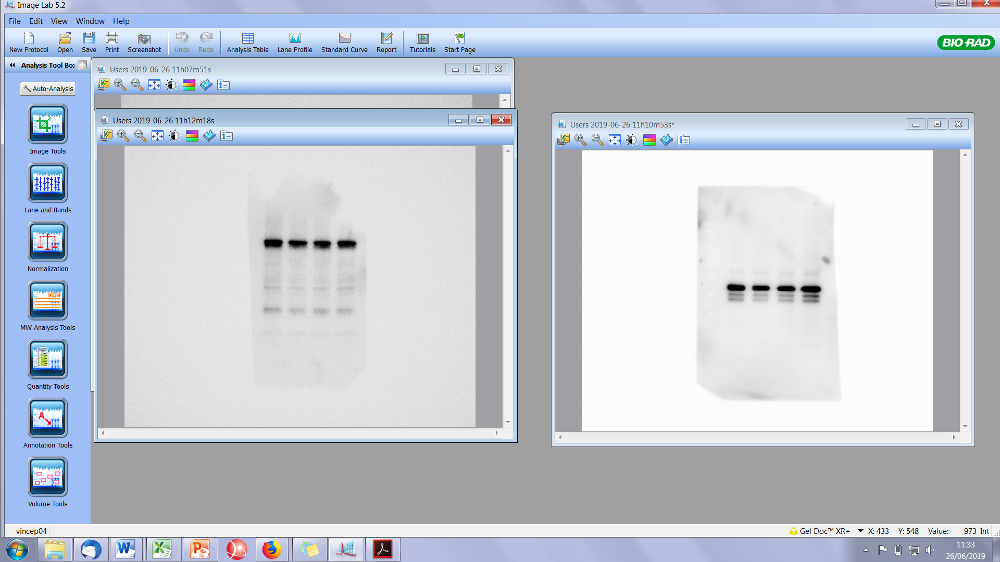 Image Lab 5.2
File Edit View Window Help
New Protocol Open Save Print Screenshot Undo Redo Analysis Table Lane Profile Standard Curve Report Tutorials Start Page
BIO-RAD
Analysis Tool Box
Auto-Analysis
Image Tools
Lane and Bands
Normalization
kDa
MW Analysis Tools
Quantity Tools
A
Annotation Tools
Volume Tools
Users 2019-06-26 11h07m51s
Users 2019-06-26 11h12m18s
Users 2019-06-26 11h10m53s*
vincep04
Gel Doc™ XR+ X: 433 Y: 548 Value: 973 Int
11:33
26/06/2019